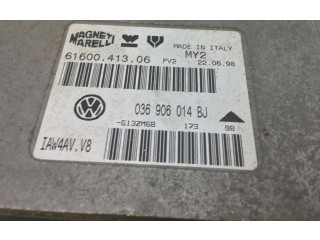 MAGNETI MARELLI
MADE IN ITALY
61600.413.06 PV2 MY2 22.06.98
036 906 014 BJ
-G13ZM6B 173 98
IAW4AV.V8